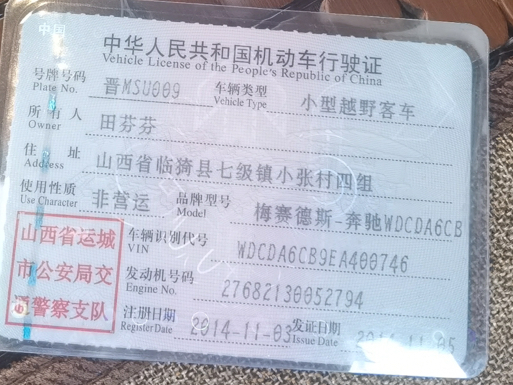 中国
中华人民共和国机动车行驶证
Vehicle License of the People's Republic of China
号牌号码 晋MSU009 车辆类型 小型越野客车
Plate No. Vehicle Type
所有人 田芬芬
Owner
住址 山西省临猗县七级镇小张村四组
Address
使用性质 非营运 品牌型号 梅赛德斯-奔驰WDCDA6CB
Use Character Model
山西省运城
市公安局交
通警察支队
车辆识别代号 WDCDA6CB9EA400746
VIN
发动机号码 27682130052794
Engine No.
注册日期 2014-11-03 发证日期 2014-11-05
Register Date Issue Date